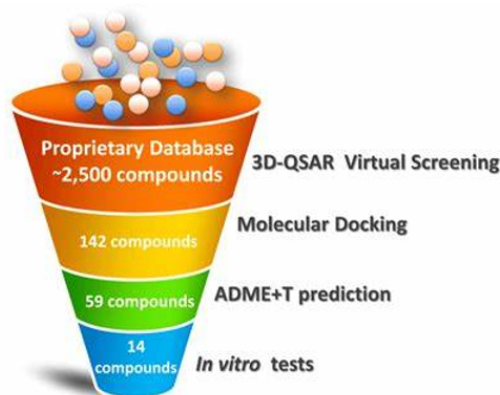 Proprietary Database
~2,500 compounds
3D-QSAR Virtual Screening
142 compounds
Molecular Docking
59 compounds
ADME+T prediction
14
compounds
In vitro tests